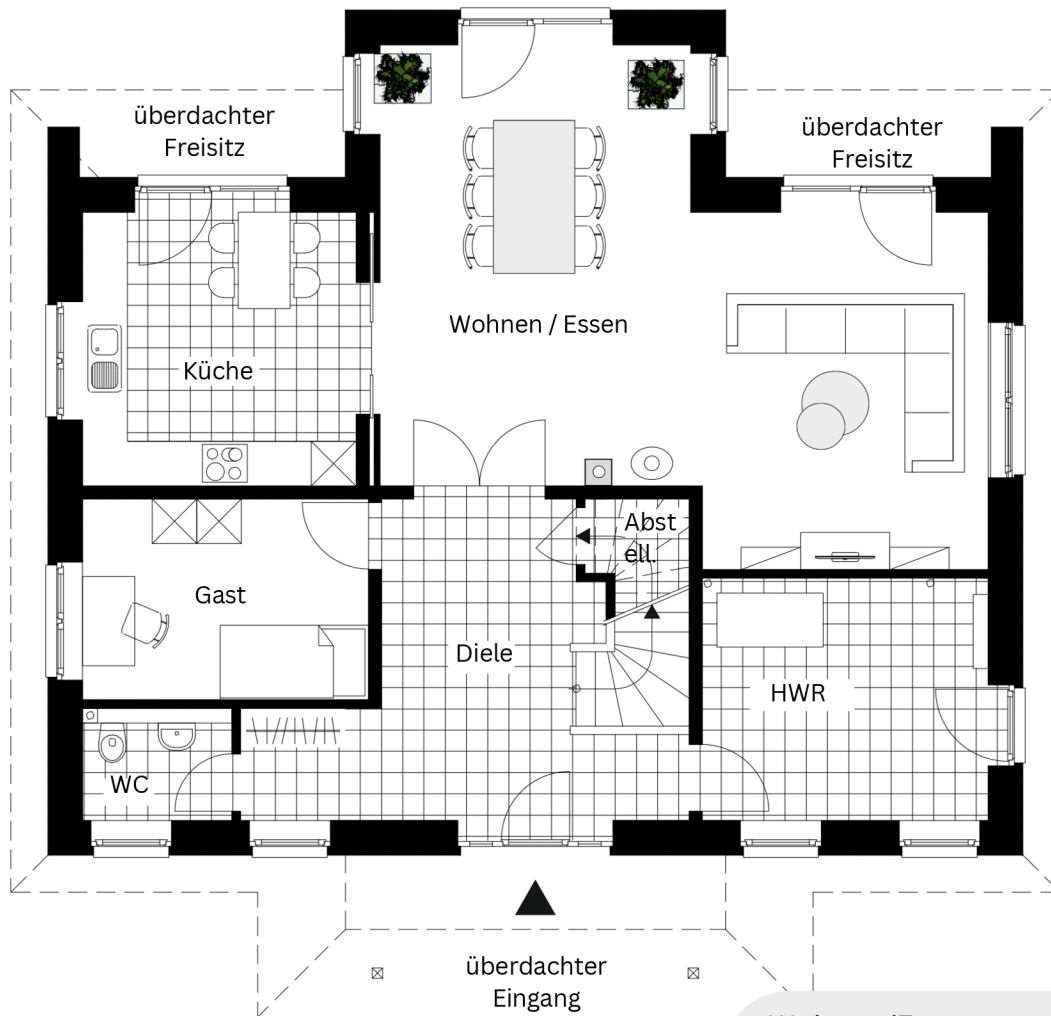 überdachter
Freisitz
überdachter
Freisitz
Wohnen / Essen
Küche
Abst
ell.
Gast
Diele
HWR
WC
überdachter
Eingang